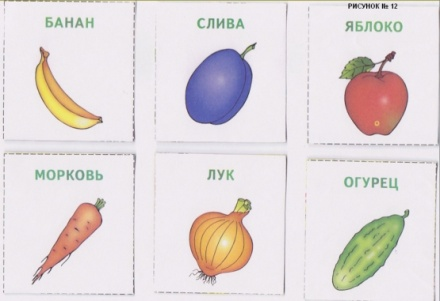 РИСУНОК № 12
БАНАН
СЛИВА
ЯБЛОКО
МОРКОВЬ
ЛУК
ОГУРЕЦ